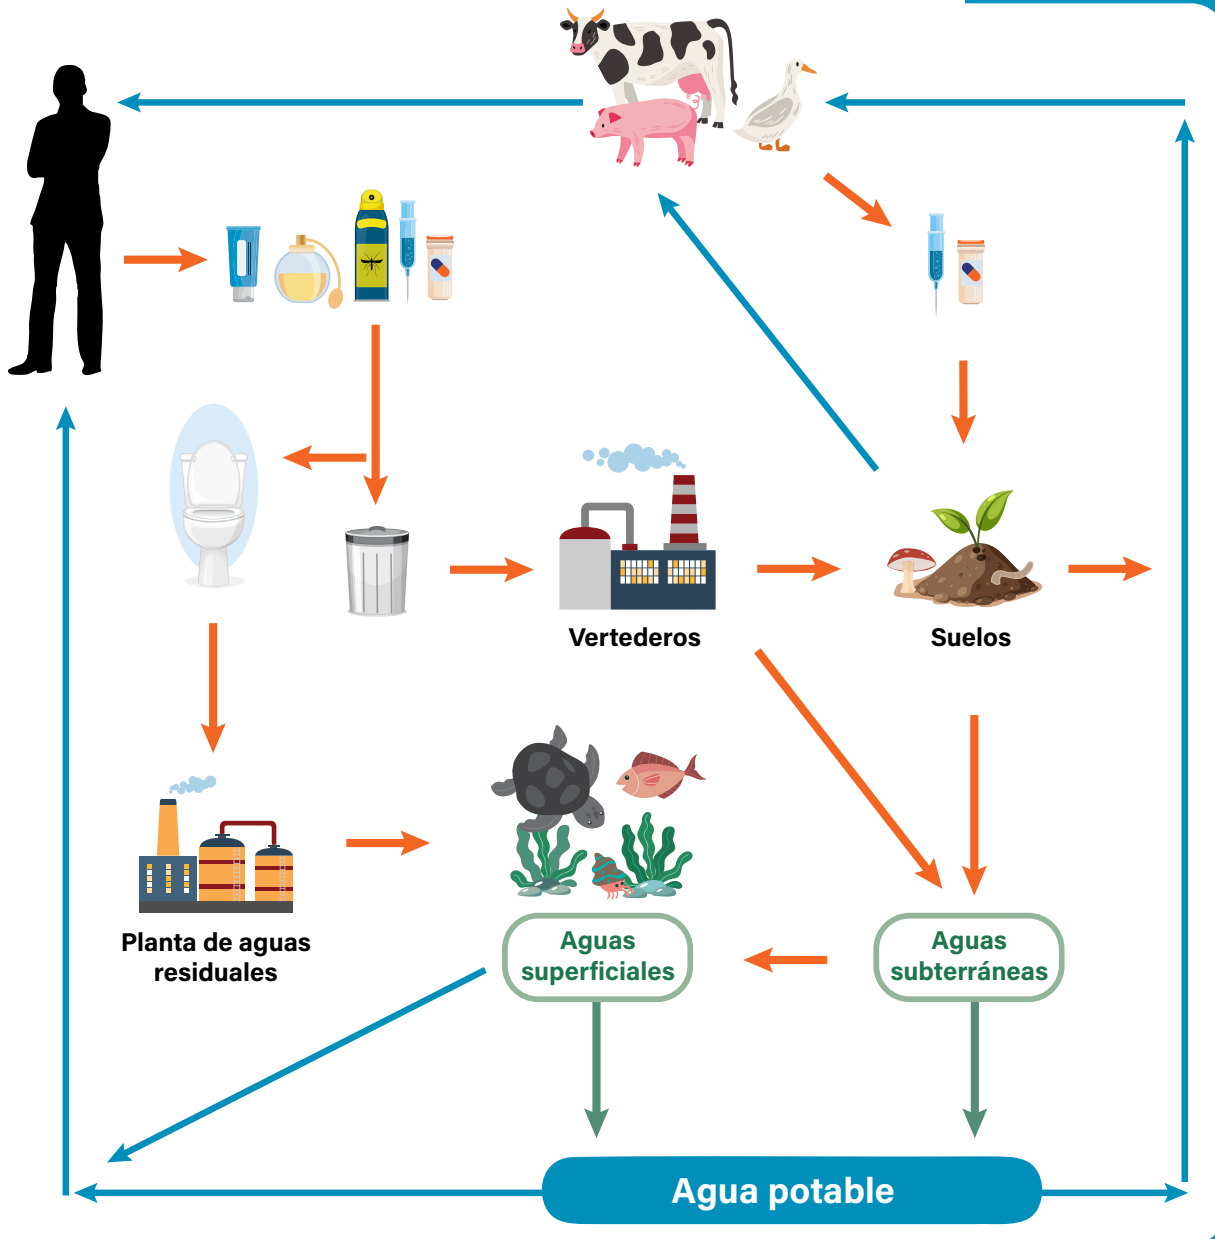 Vertederos
Suelos
Planta de aguas
residuales
Aguas
superficiales
Aguas
subterráneas
Agua potable